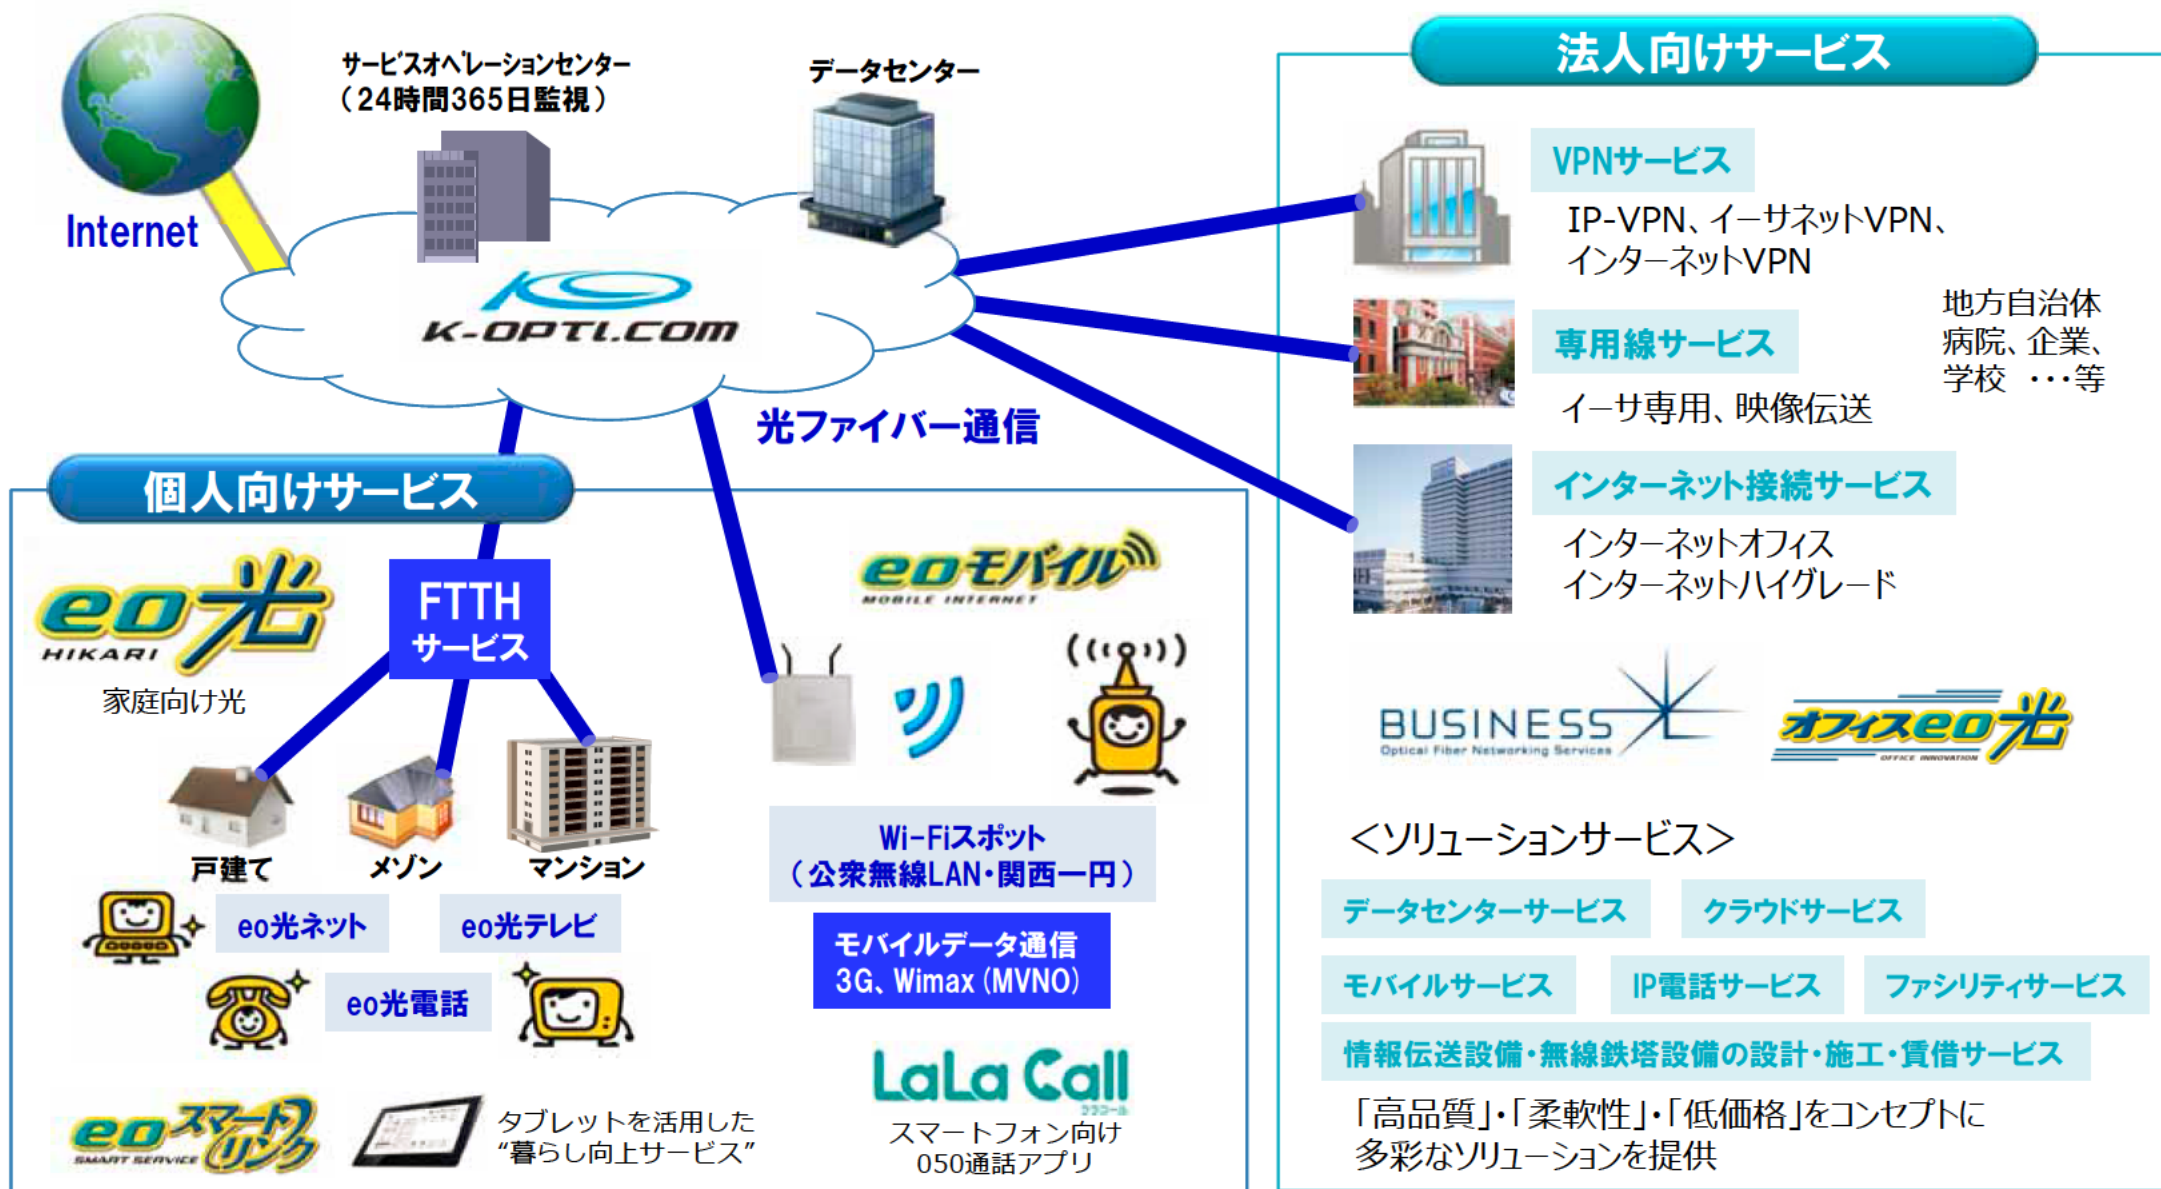 サービスオペレーションセンター
(24時間365日監視)
データセンター
Internet
K-OPTI.COM
光ファイバー通信
個人向けサービス
eo光
HIKARI
家庭向け光
FTTH
サービス
戸建て
メゾン
マンション
eo光ネット
eo光テレビ
eo光電話
eoスマートリンク
SMART SERVICE
タブレットを活用した
“暮らし向上サービス”
eoモバイル
MOBILE INTERNET
Wi-Fiスポット
(公衆無線LAN・関西一円)
モバイルデータ通信
3G、Wimax(MVNO)
LaLa Call
ララコール
スマートフォン向け
050通話アプリ
法人向けサービス
VPNサービス
IP-VPN、イーサネットVPN、
インターネットVPN
専用線サービス
イーサ専用、映像伝送
地方自治体
病院、企業、
学校 ・・・等
インターネット接続サービス
インターネットオフィス
インターネットハイグレード
BUSINESS
Optical Fiber Networking Services
オフィスeo光
OFFICE INNOVATION
<ソリューションサービス>
データセンターサービス
クラウドサービス
モバイルサービス
IP電話サービス
ファシリティサービス
情報伝送設備・無線鉄塔設備の設計・施工・賃借サービス
「高品質」・「柔軟性」・「低価格」をコンセプトに
多彩なソリューションを提供